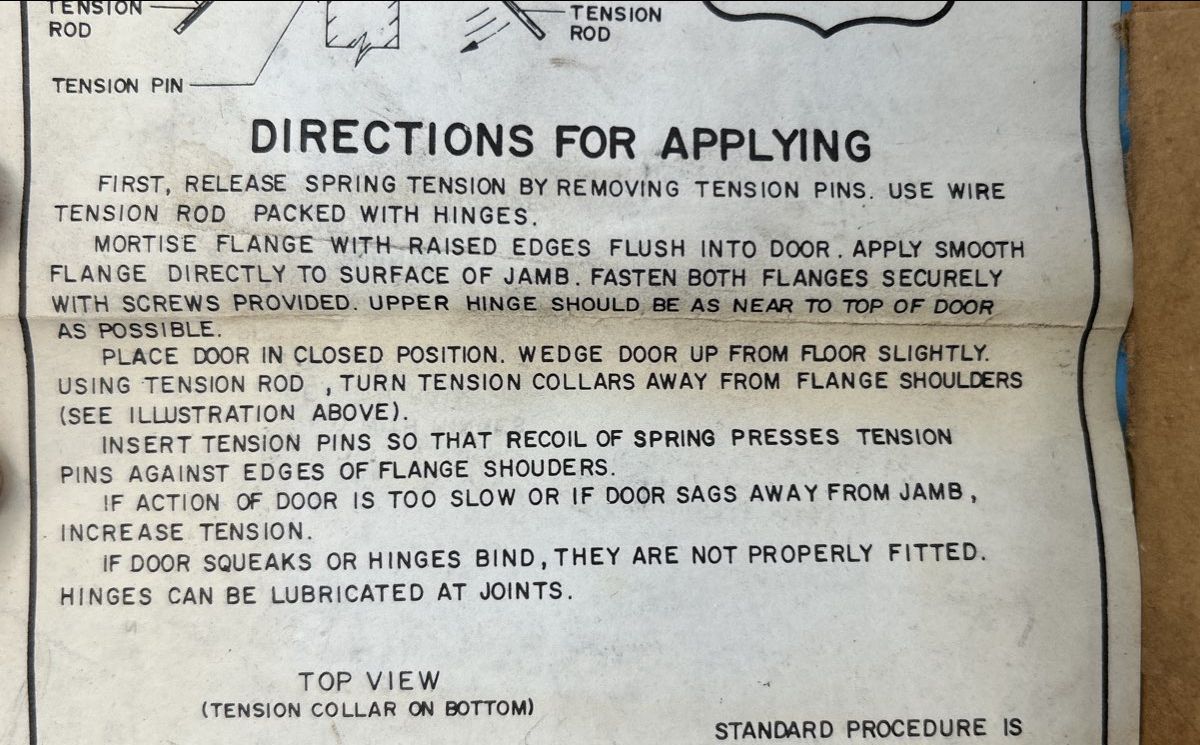 TENSION
ROD
TENSION PIN
TENSION
ROD
DIRECTIONS FOR APPLYING
FIRST, RELEASE SPRING TENSION BY REMOVING TENSION PINS. USE WIRE
TENSION ROD PACKED WITH HINGES.
MORTISE FLANGE WITH RAISED EDGES FLUSH INTO DOOR. APPLY SMOOTH
FLANGE DIRECTLY TO SURFACE OF JAMB. FASTEN BOTH FLANGES SECURELY
WITH SCREWS PROVIDED. UPPER HINGE SHOULD BE AS NEAR TO TOP OF DOOR
AS POSSIBLE.
PLACE DOOR IN CLOSED POSITION. WEDGE DOOR UP FROM FLOOR SLIGHTLY.
USING TENSION ROD , TURN TENSION COLLARS AWAY FROM FLANGE SHOULDERS
(SEE ILLUSTRATION ABOVE).
INSERT TENSION PINS SO THAT RECOIL OF SPRING PRESSES TENSION
PINS AGAINST EDGES OF FLANGE SHOUDERS.
IF ACTION OF DOOR IS TOO SLOW OR IF DOOR SAGS AWAY FROM JAMB,
INCREASE TENSION.
IF DOOR SQUEAKS OR HINGES BIND, THEY ARE NOT PROPERLY FITTED.
HINGES CAN BE LUBRICATED AT JOINTS.
TOP VIEW
(TENSION COLLAR ON BOTTOM)
STANDARD PROCEDURE IS